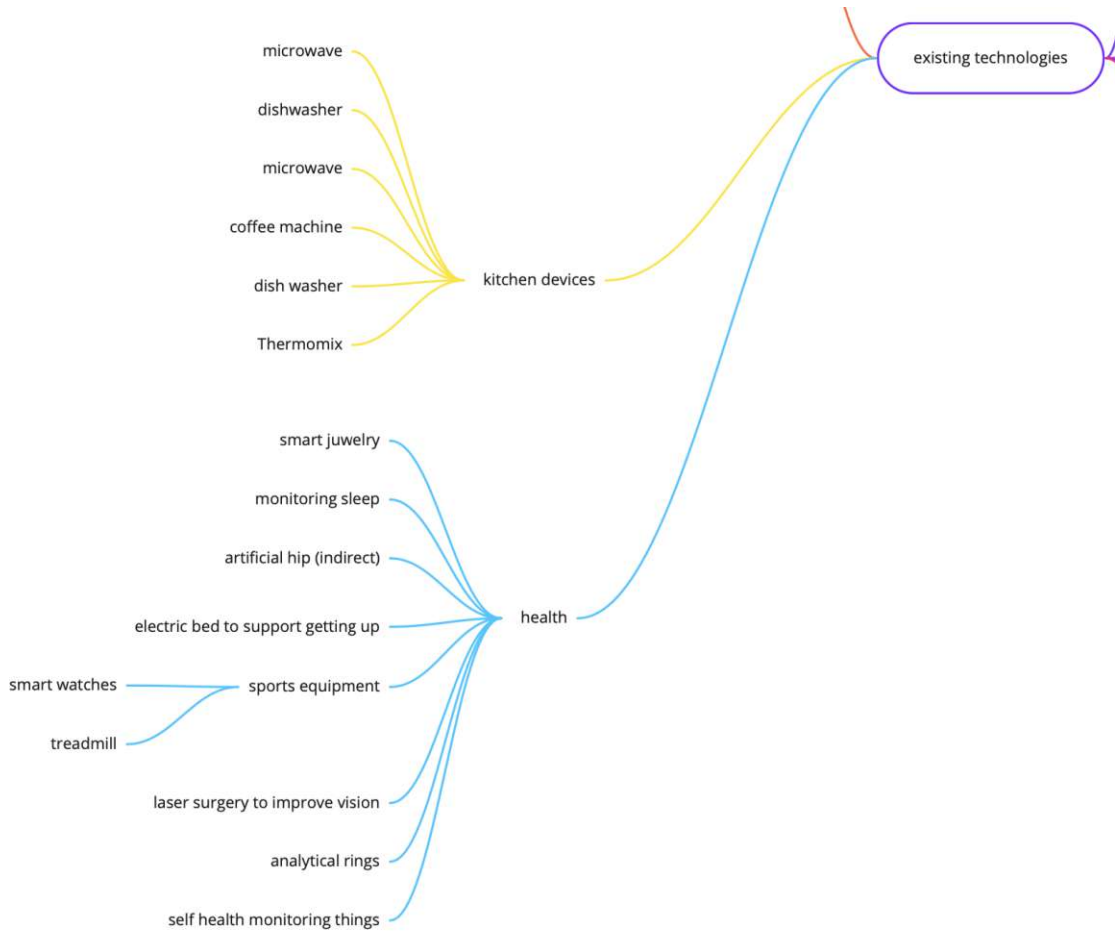 existing technologies
microwave
dishwasher
microwave
coffee machine
dish washer
Thermomix
kitchen devices
smart juwelry
monitoring sleep
artificial hip (indirect)
electric bed to support getting up
sports equipment
smart watches
treadmill
laser surgery to improve vision
analytical rings
self health monitoring things
health